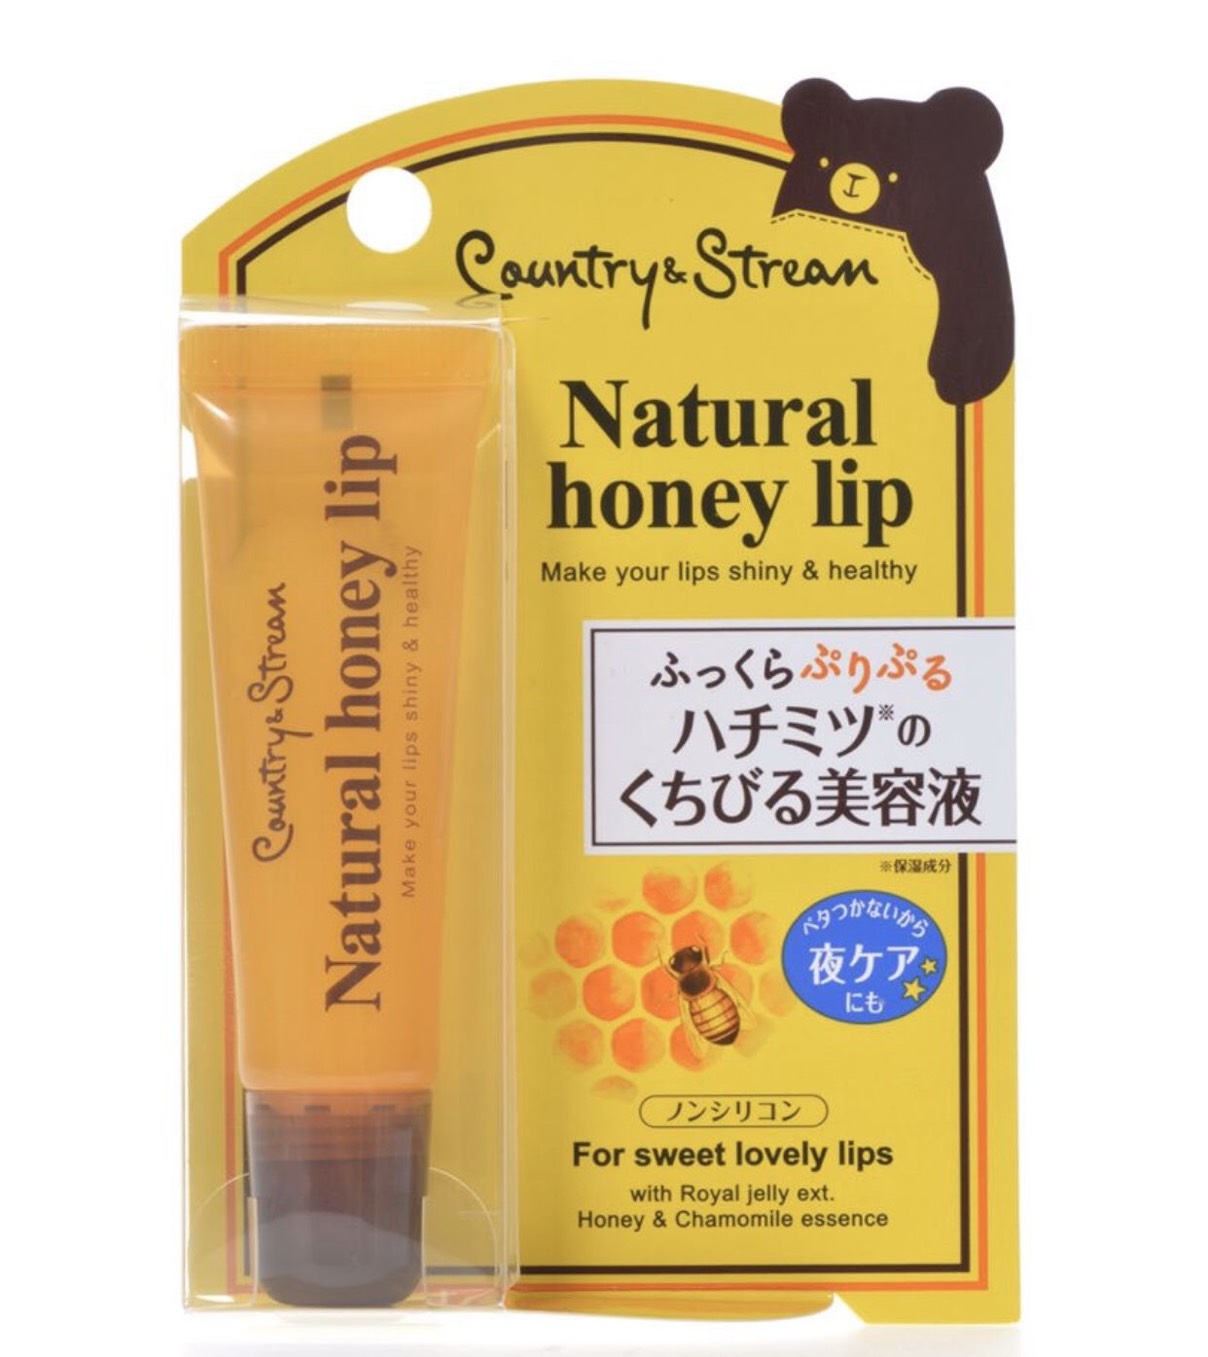 Country & Stream
Natural
honey lip
Make your lips shiny & healthy
ふっくらぷりぷる
ハチミツ※の
くちびる美容液
※保湿成分
ベタつかないから
夜ケア
にも
ノンシリコン
For sweet lovely lips
with Royal jelly ext.
Honey & Chamomile essence
Country & Stream
Natural honey lip
Make your lips shiny & healthy